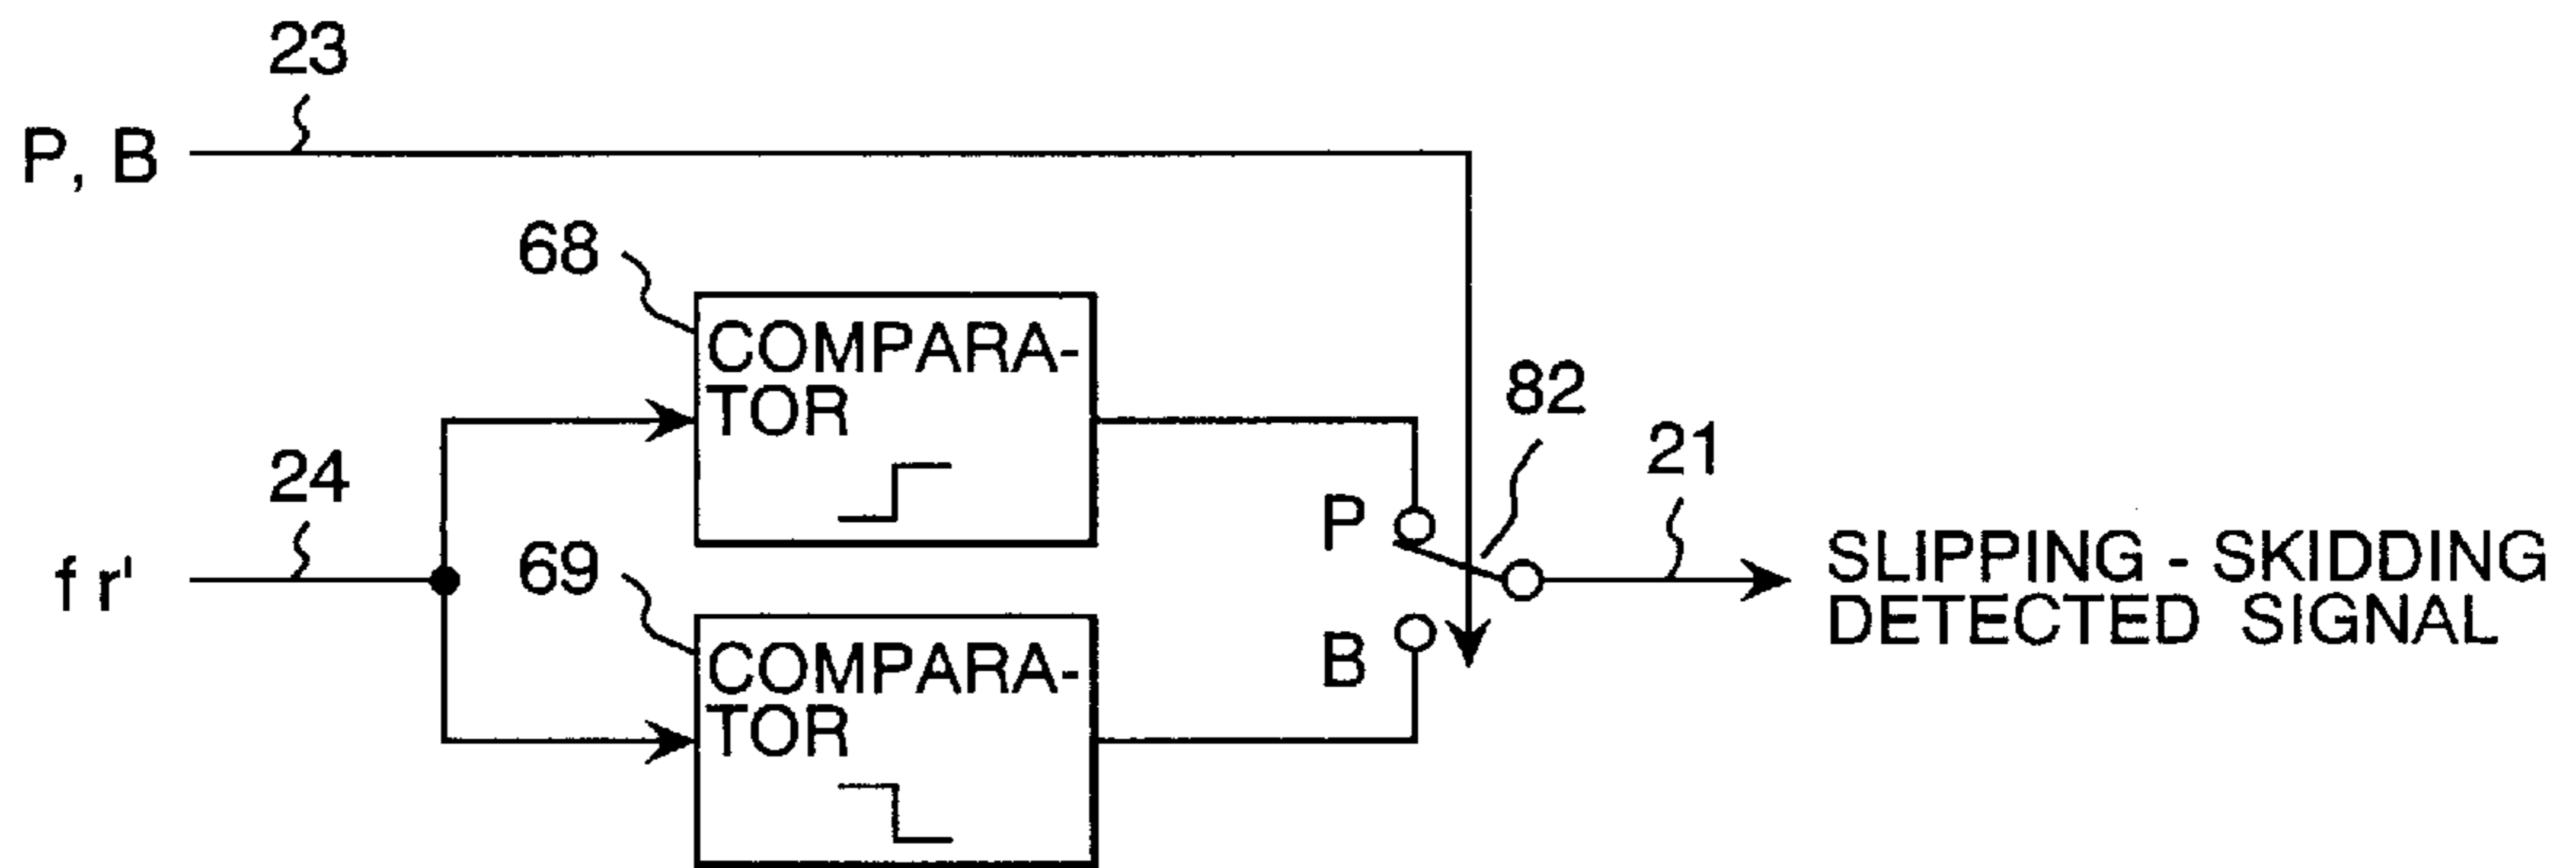 23
P, B
68
COMPARA-
TOR
82
24
21
P
f r'
69
SLIPPING - SKIDDING
DETECTED SIGNAL
B
COMPARA-
TOR